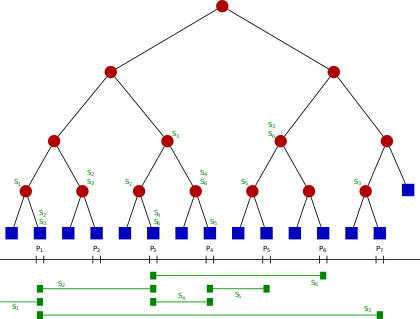 S₃
S₃
S₆
S₁
S₂
S₃
S₂
S₄
S₆
S₅
S₃
S₂
S₃
S₄
S₆
S₅
P₁ P₂ P₃ P₄ P₅ P₆ P₇
S₆
S₂
S₅
S₄
S₁
S₃